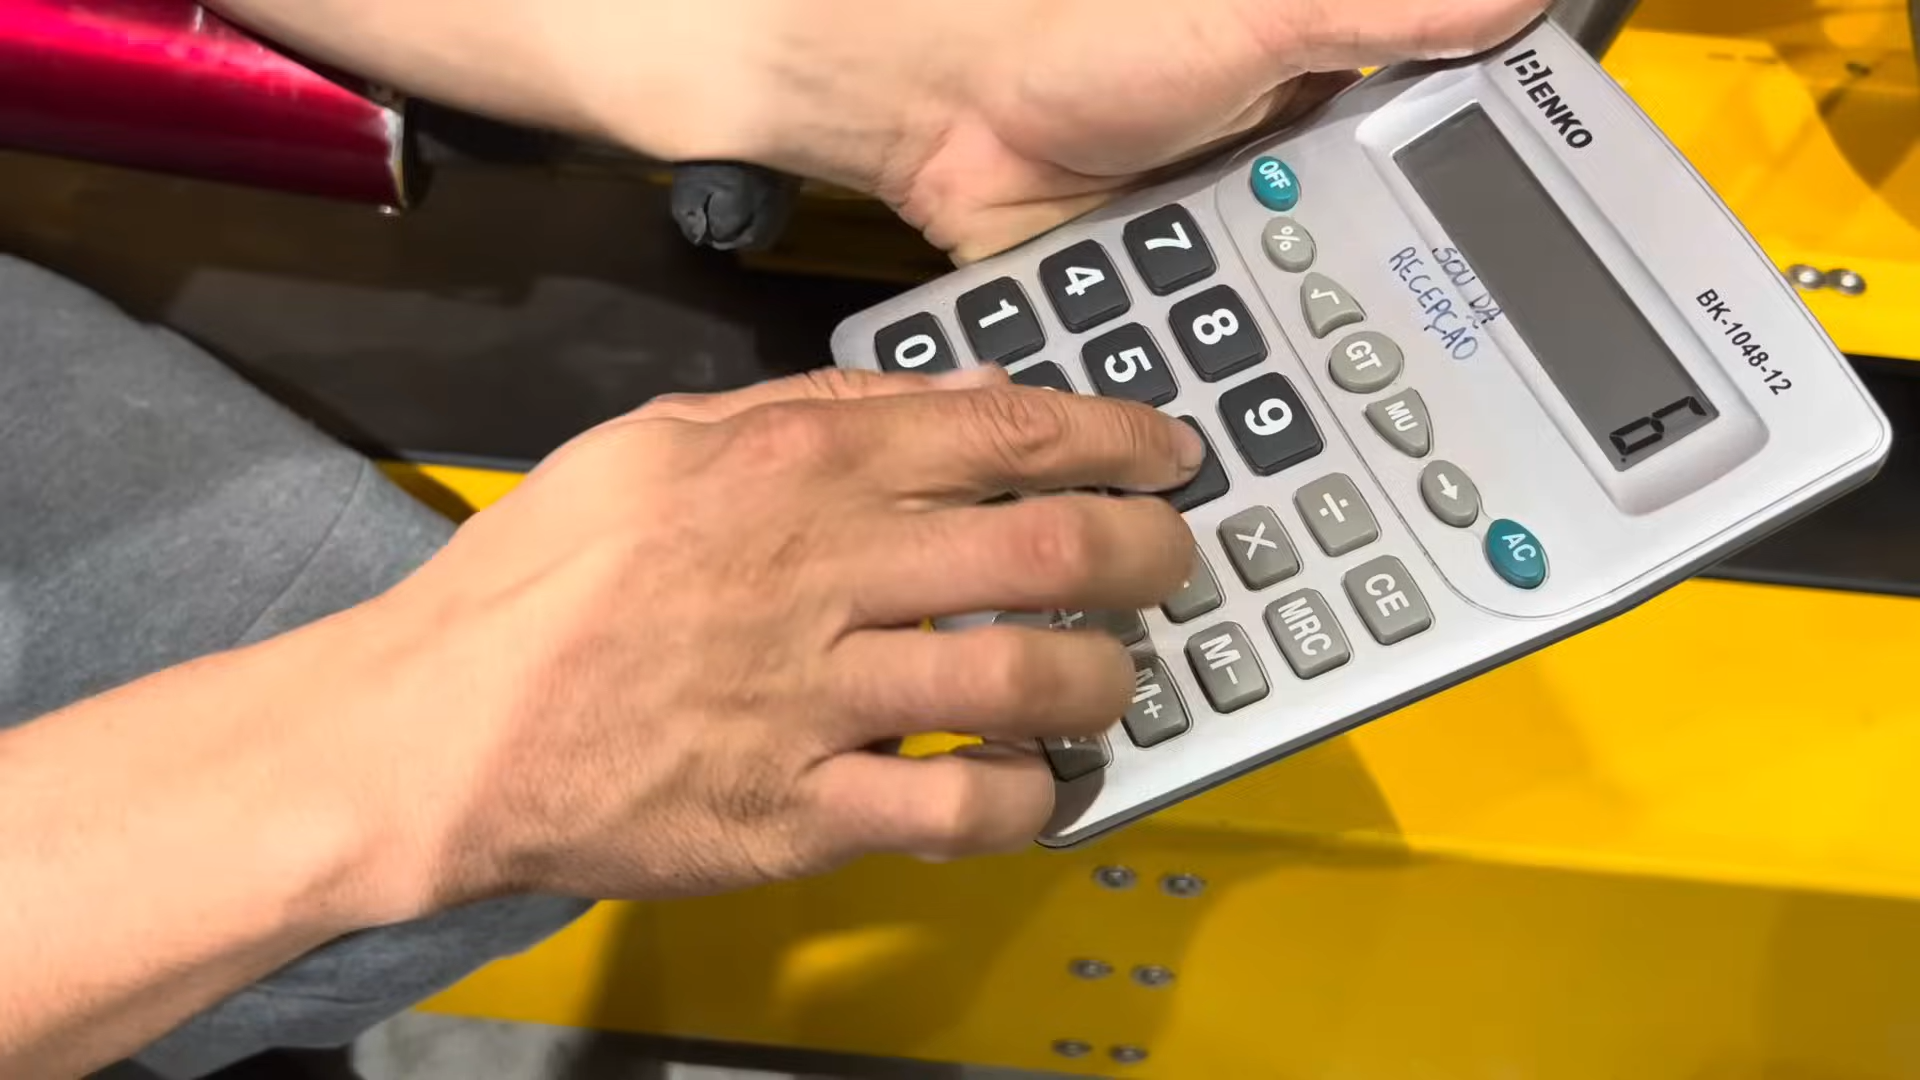 BENKO
BK-1048-12
6.
SOU DA
RECEPÇÃO
OFF
%
√
GT
MU
→
AC
7
8
9
÷
CE
4
5
X
MRC
1
M-
0
+
M+